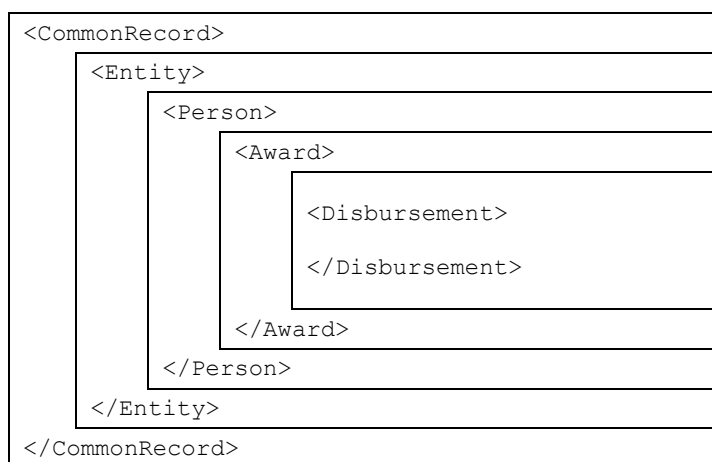 <CommonRecord>
<Entity>
<Person>
<Award>
<Disbursement>
</Disbursement>
</Award>
</Person>
</Entity>
</CommonRecord>